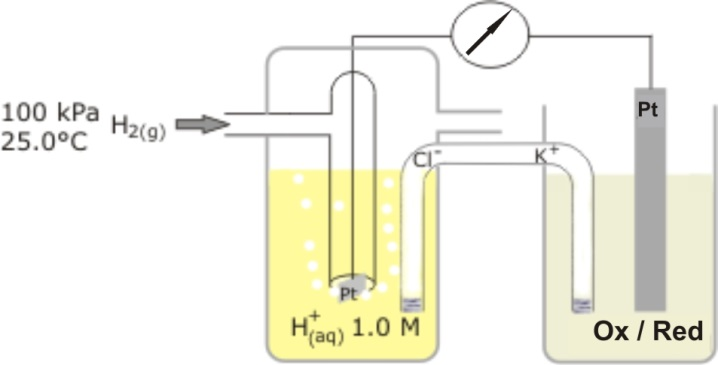 100 kPa
25.0°C
H2(g)
Pt
Cl-
K+
Pt
H+(aq) 1.0 M
Ox / Red